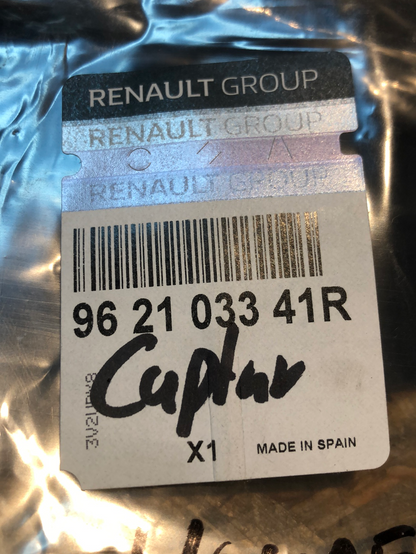 RENAULT GROUP
RENAULT GROUP
RENAULT GROUP
96 21 033 41R
Captur
X1
MADE IN SPAIN